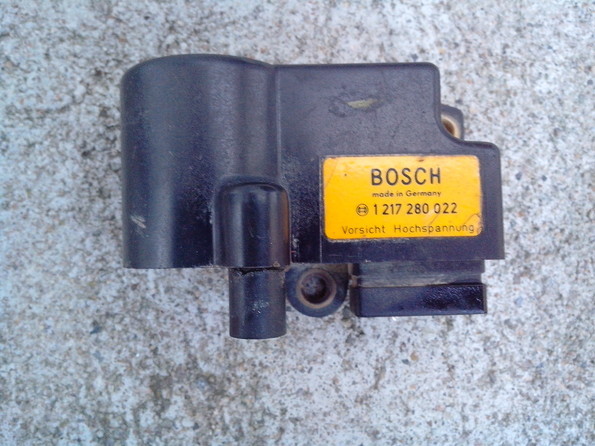 BOSCH
made in Germany
1 217 280 022
Vorsicht Hochspannung